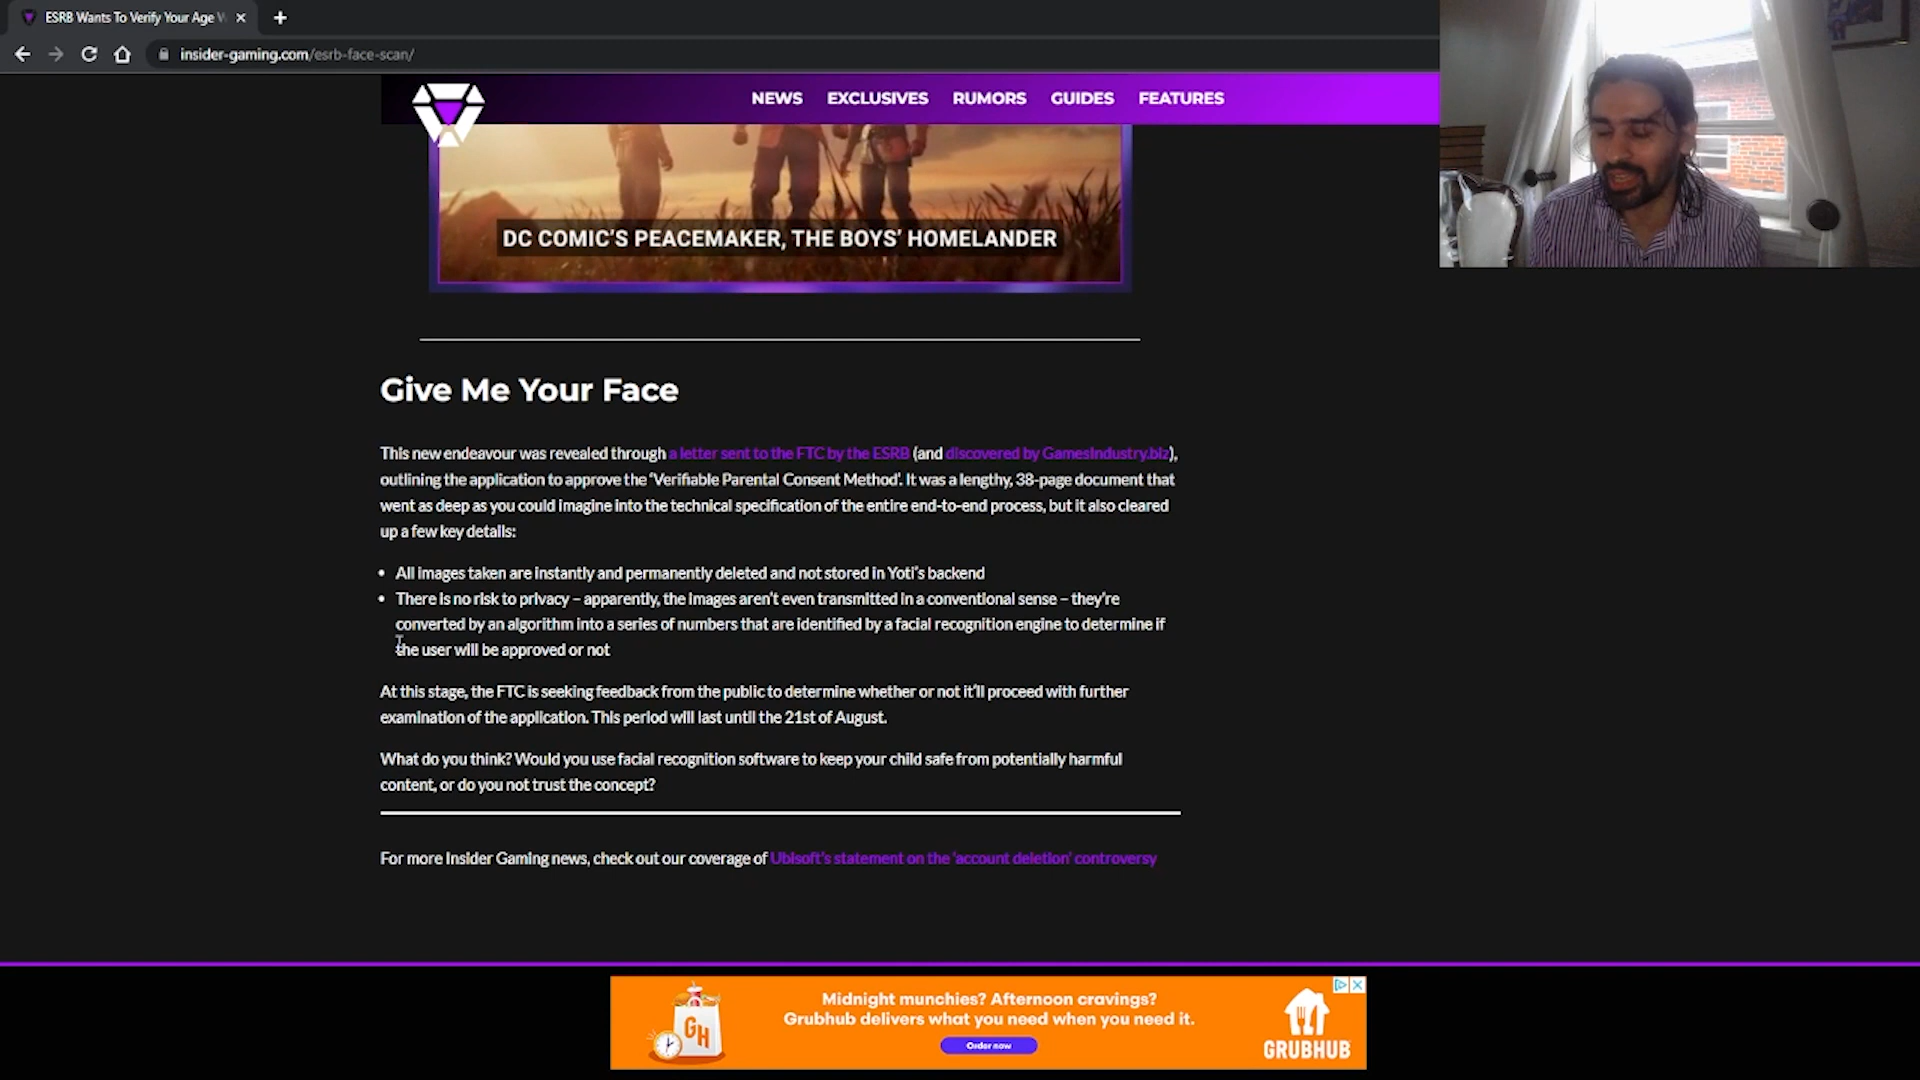 ESRB Wants To Verify Your Age
insider-gaming.com/esrb-face-scan/
NEWS EXCLUSIVES RUMORS GUIDES FEATURES
DC COMIC'S PEACEMAKER, THE BOYS' HOMELANDER
Give Me Your Face
This new endeavour was revealed through a letter sent to the FTC by the ESRB (and discovered by GamesIndustry.biz),
outlining the application to approve the 'Verifiable Parental Consent Method'. It was a lengthy, 38-page document that
went as deep as you could imagine into the technical specification of the entire end-to-end process, but it also cleared
up a few key details:
• All images taken are instantly and permanently deleted and not stored in Yoti's backend
• There is no risk to privacy – apparently, the images aren't even transmitted in a conventional sense – they're
converted by an algorithm into a series of numbers that are identified by a facial recognition engine to determine if
the user will be approved or not
At this stage, the FTC is seeking feedback from the public to determine whether or not it'll proceed with further
examination of the application. This period will last until the 21st of August.
What do you think? Would you use facial recognition software to keep your child safe from potentially harmful
content, or do you not trust the concept?
For more Insider Gaming news, check out our coverage of Ubisoft's statement on the 'account deletion' controversy
GH
Midnight munchies? Afternoon cravings?
Grubhub delivers what you need when you need it.
Order now
GRUBHUB